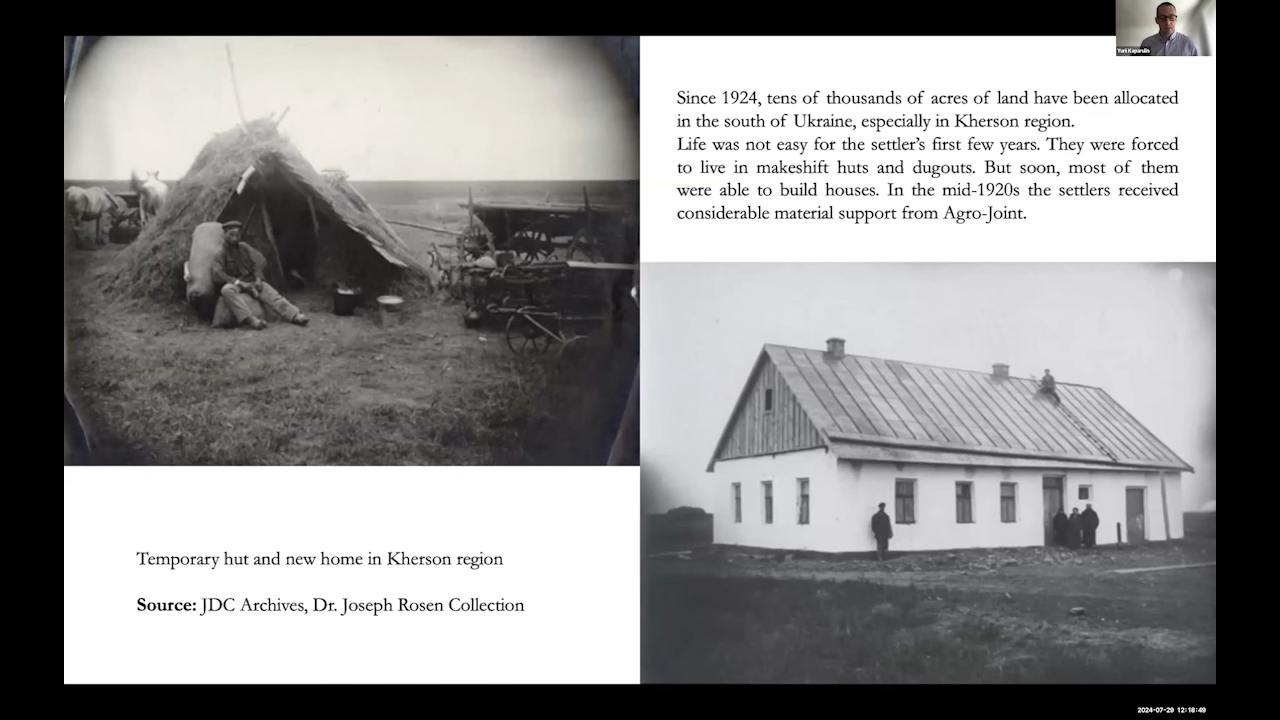 Yurii Kaparulin
Since 1924, tens of thousands of acres of land have been allocated
in the south of Ukraine, especially in Kherson region.
Life was not easy for the settler's first few years. They were forced
to live in makeshift huts and dugouts. But soon, most of them
were able to build houses. In the mid-1920s the settlers received
considerable material support from Agro-Joint.
Temporary hut and new home in Kherson region
Source: JDC Archives, Dr. Joseph Rosen Collection
2024-07-29 12:18:49